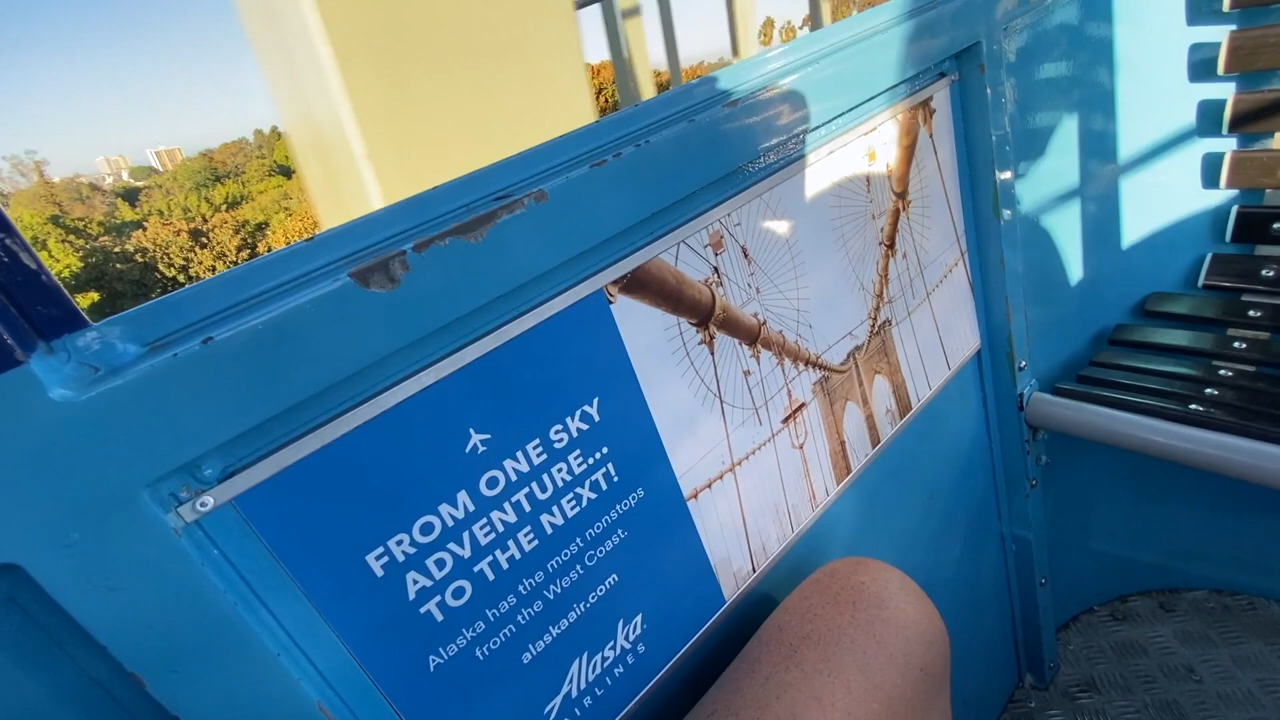 FROM ONE SKY
ADVENTURE...
TO THE NEXT!
Alaska has the most nonstops
from the West Coast.
alaskaair.com
Alaska
AIRLINES